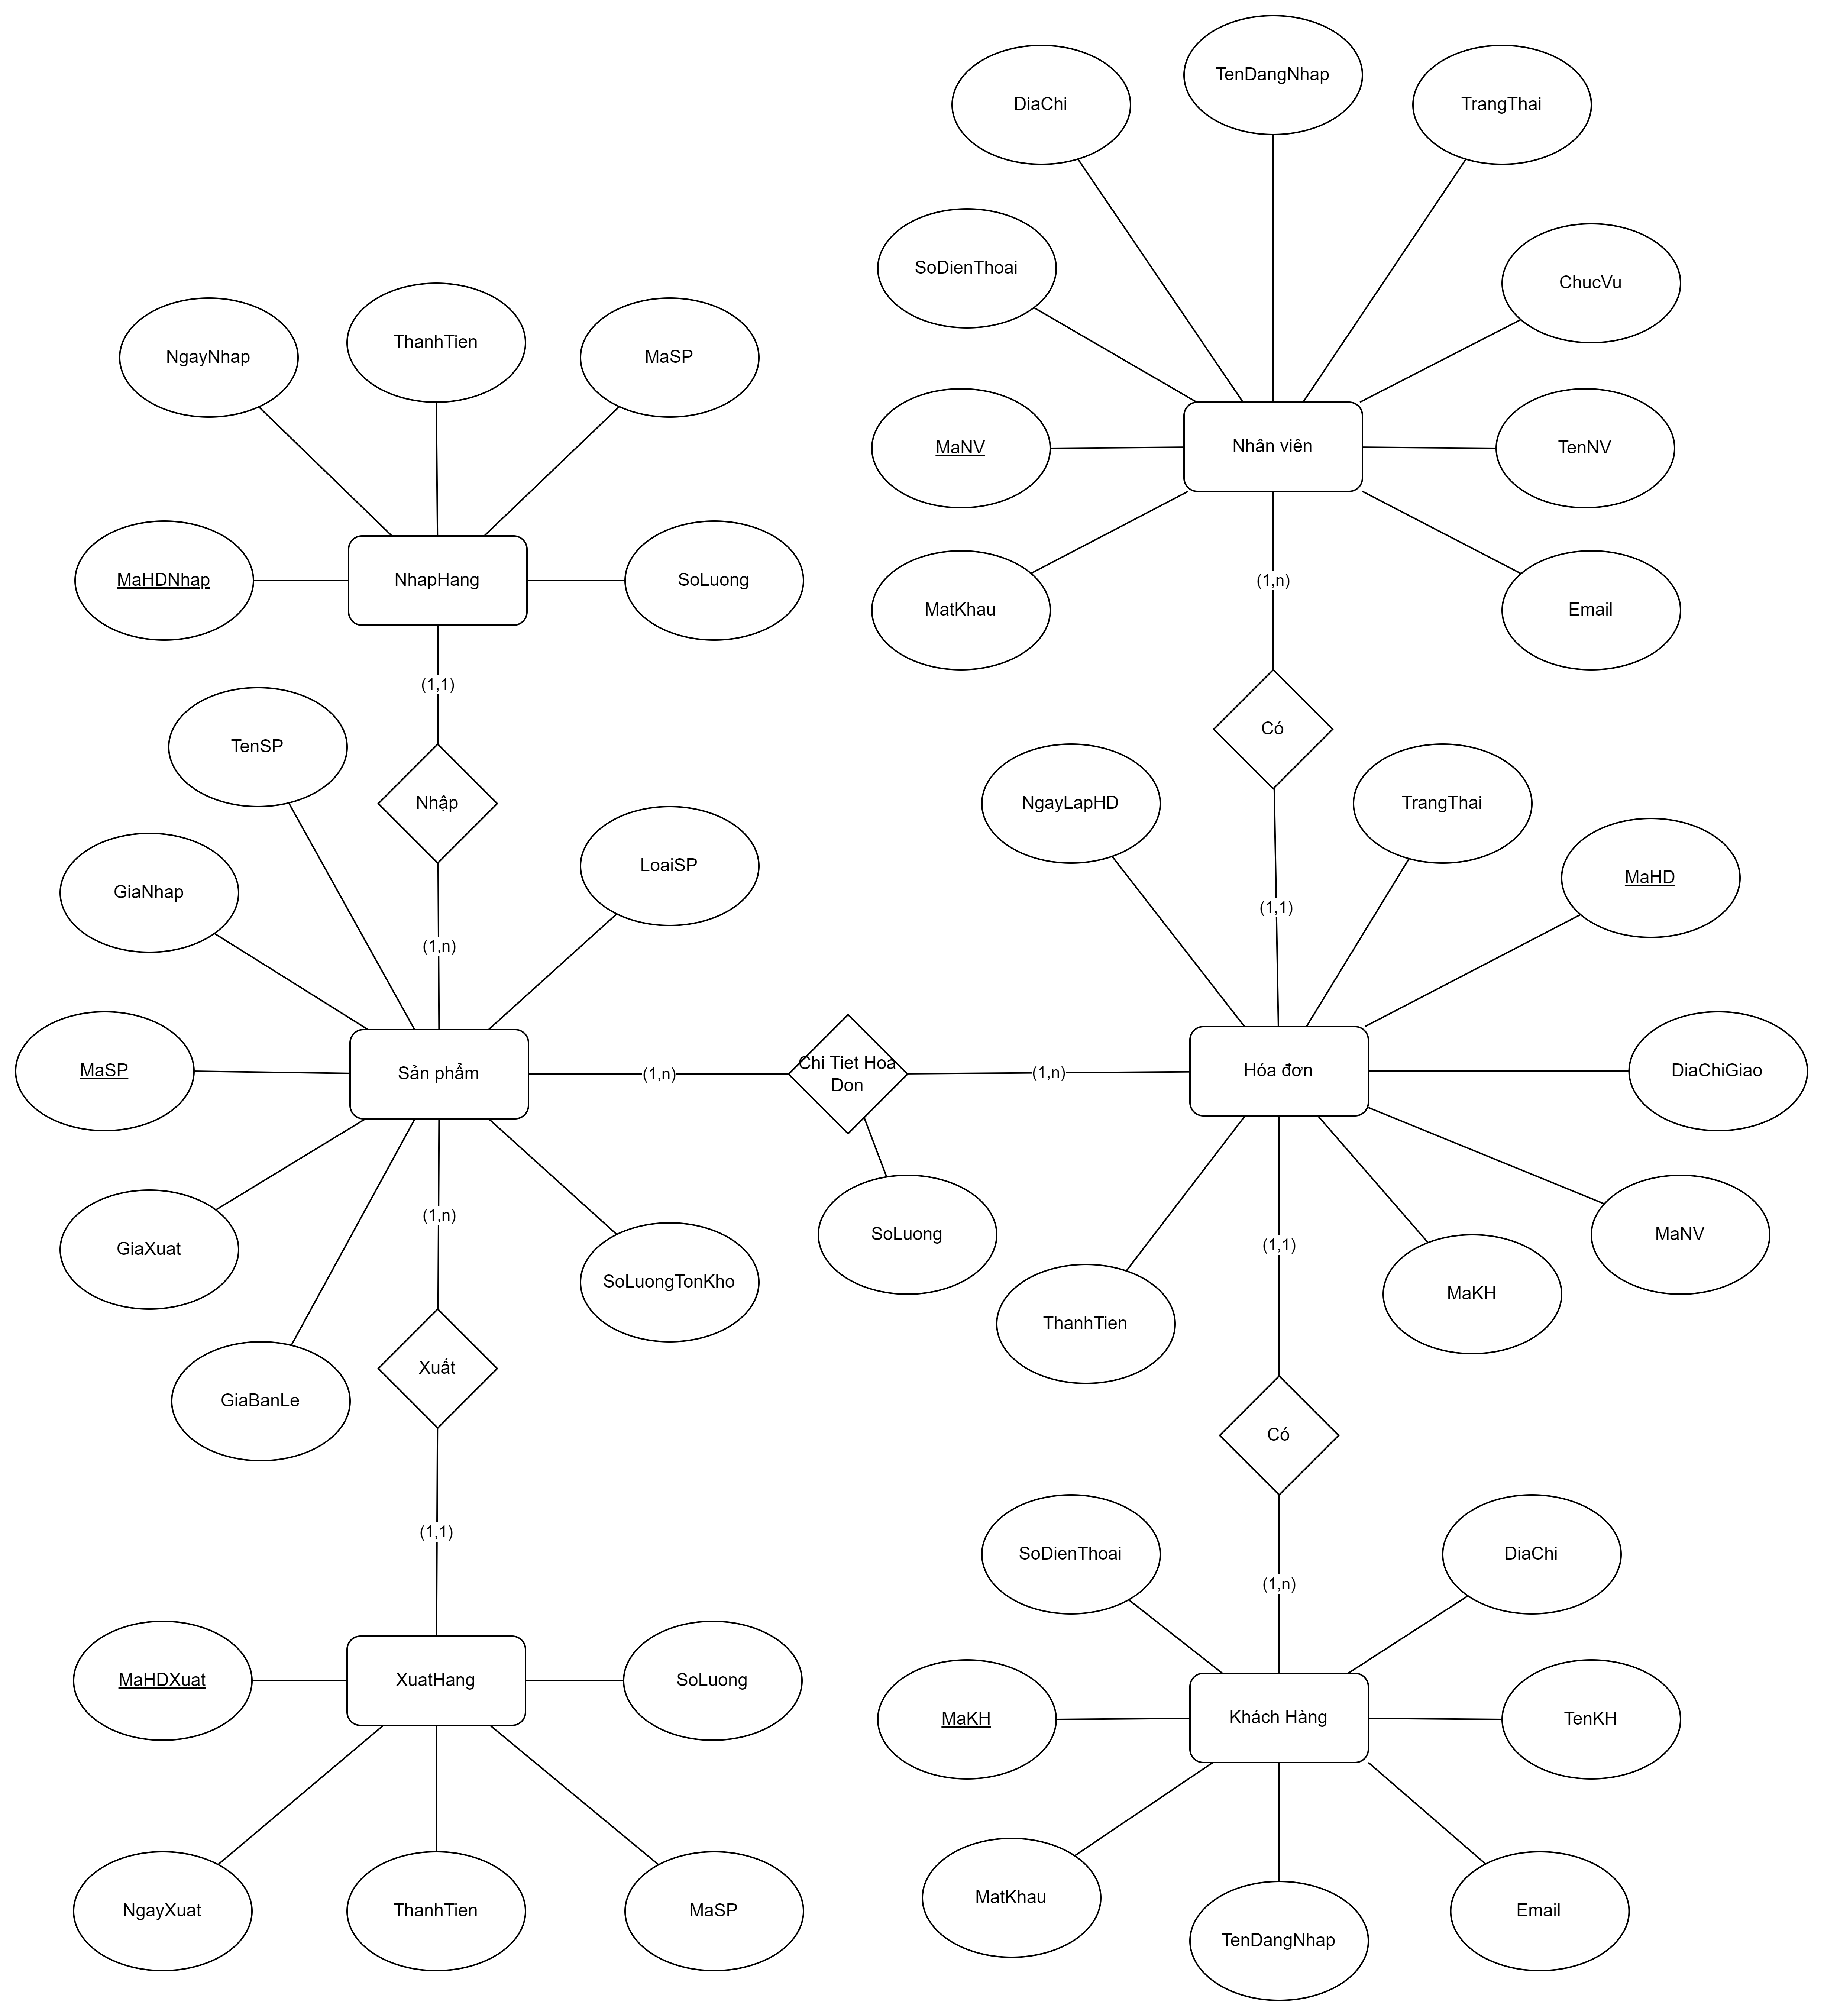 TenDangNhap
DiaChi
TrangThai
SoDienThoai
ChucVu
MaNV
Nhân viên
TenNV
MatKhau
(1,n)
Email
NgayNhap
ThanhTien
MaSP
MaHDNhap
NhapHang
SoLuong
(1,1)
Nhập
(1,n)
TenSP
GiaNhap
LoaiSP
MaSP
Sản phẩm
GiaXuat
GiaBanLe
SoLuongTonKho
(1,n)
Chi Tiet Hoa
Don
(1,n)
SoLuong
Có
(1,1)
NgayLapHD
TrangThai
MaHD
Hóa đơn
DiaChiGiao
MaNV
MaKH
ThanhTien
(1,1)
Có
(1,n)
(1,n)
Xuất
(1,1)
MaHDXuat
XuatHang
SoLuong
NgayXuat
ThanhTien
MaSP
SoDienThoai
DiaChi
MaKH
Khách Hàng
TenKH
MatKhau
TenDangNhap
Email